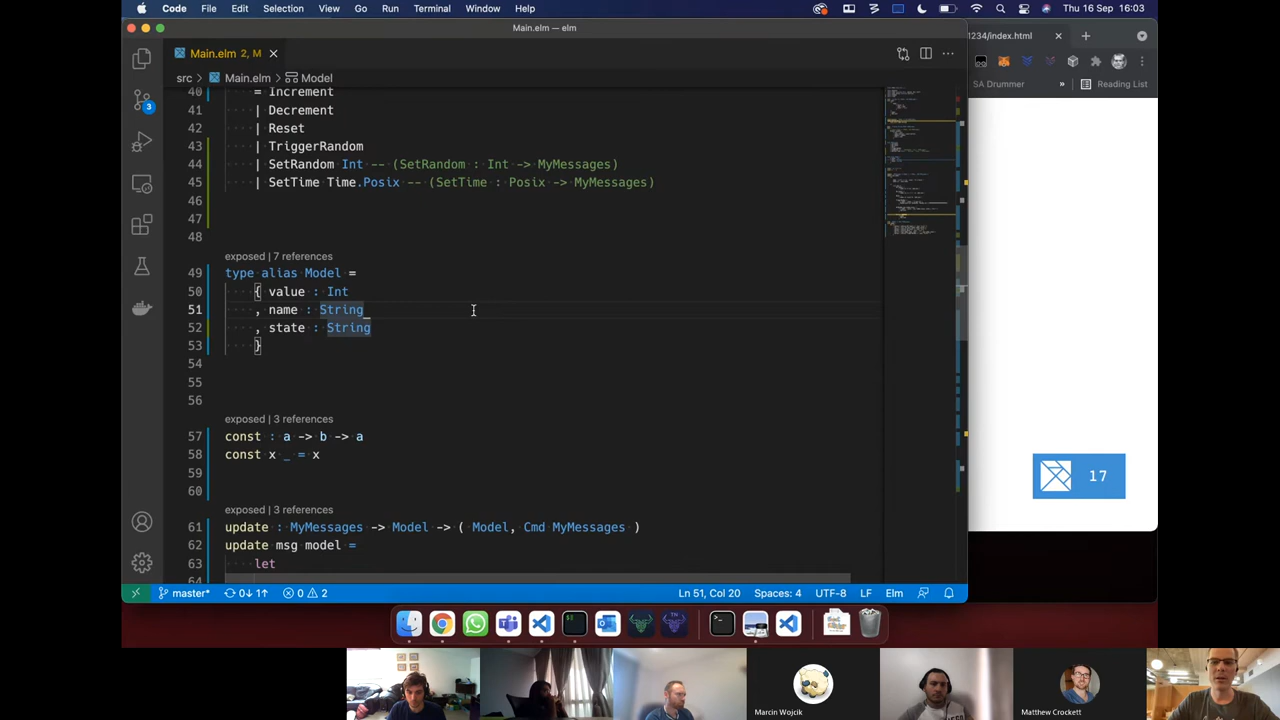 Code File Edit Selection View Go Run Terminal Window Help Thu 16 Sep 16:03
Main.elm — elm
Main.elm 2, M
1234/index.html
src › Main.elm › Model
SA Drummer » Reading List
40 = Increment
41 | Decrement
42 | Reset
43 | TriggerRandom
44 | SetRandom Int -- (SetRandom : Int -> MyMessages)
45 | SetTime Time.Posix -- (SetTime : Posix -> MyMessages)
46
47
48
exposed | 7 references
49 type alias Model =
50 { value : Int
51 , name : String
52 , state : String
53 }
54
55
56
exposed | 3 references
57 const : a -> b -> a
58 const x _ = x
59
60
exposed | 3 references
61 update : MyMessages -> Model -> ( Model, Cmd MyMessages )
62 update msg model =
63 let
64
3
17
master* 0↓ 1↑ 0 2 Ln 51, Col 20 Spaces: 4 UTF-8 LF Elm
Marcin Wojcik
Matthew Crockett